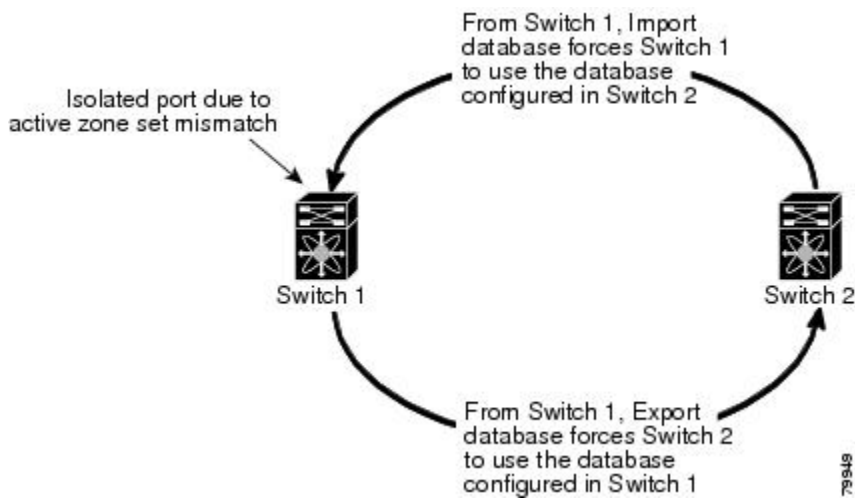 From Switch 1, Import
database forces Switch 1
to use the database
configured in Switch 2
Isolated port due to
active zone set mismatch
Switch 1
Switch 2
From Switch 1, Export
database forces Switch 2
to use the database
configured in Switch 1
79949